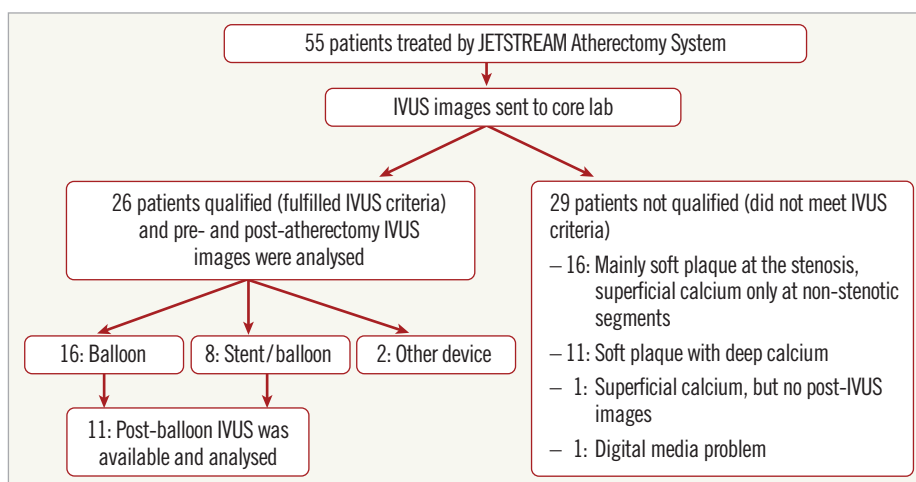 55 patients treated by JETSTREAM Atherectomy System
IVUS images sent to core lab
26 patients qualified (fulfilled IVUS criteria)
and pre- and post-atherectomy IVUS
images were analysed
29 patients not qualified (did not meet IVUS
criteria)
– 16: Mainly soft plaque at the stenosis,
superficial calcium only at non-stenotic
segments
– 11: Soft plaque with deep calcium
– 1: Superficial calcium, but no post-IVUS
images
– 1: Digital media problem
16: Balloon
8: Stent/balloon
2: Other device
11: Post-balloon IVUS was
available and analysed